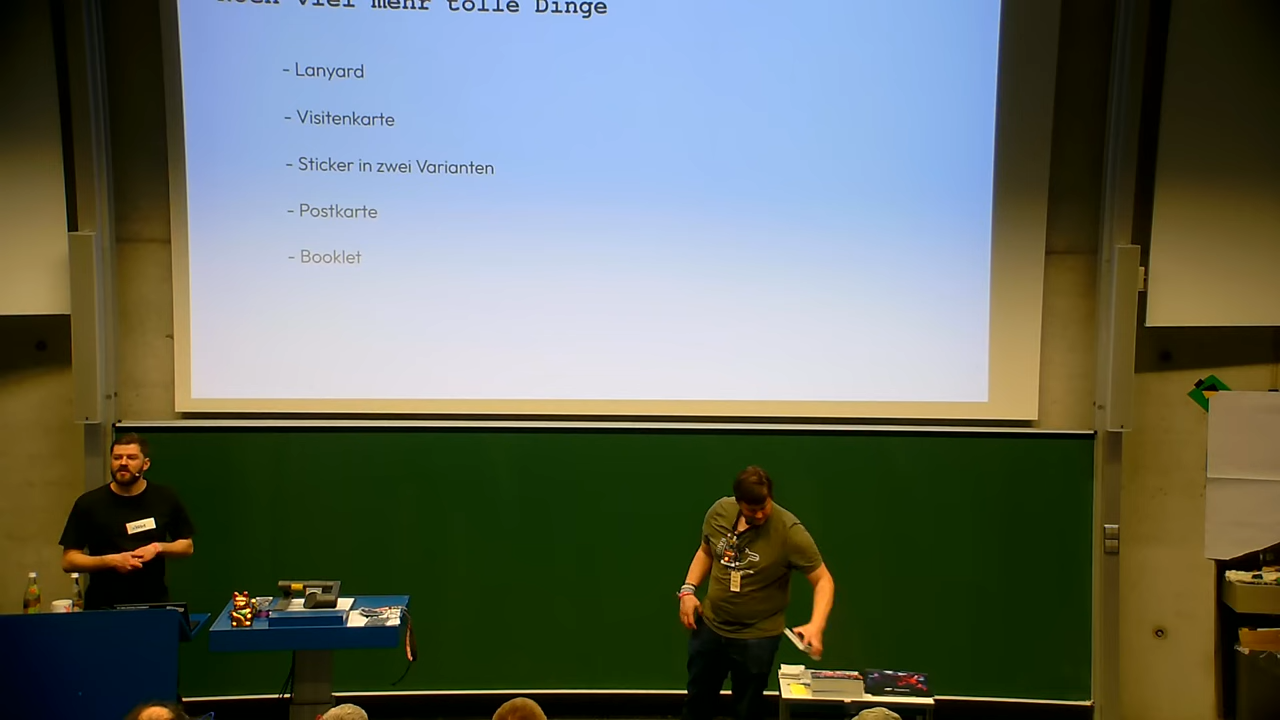 noch viel mehr tolle Dinge
- Lanyard
- Visitenkarte
- Sticker in zwei Varianten
- Postkarte
- Booklet